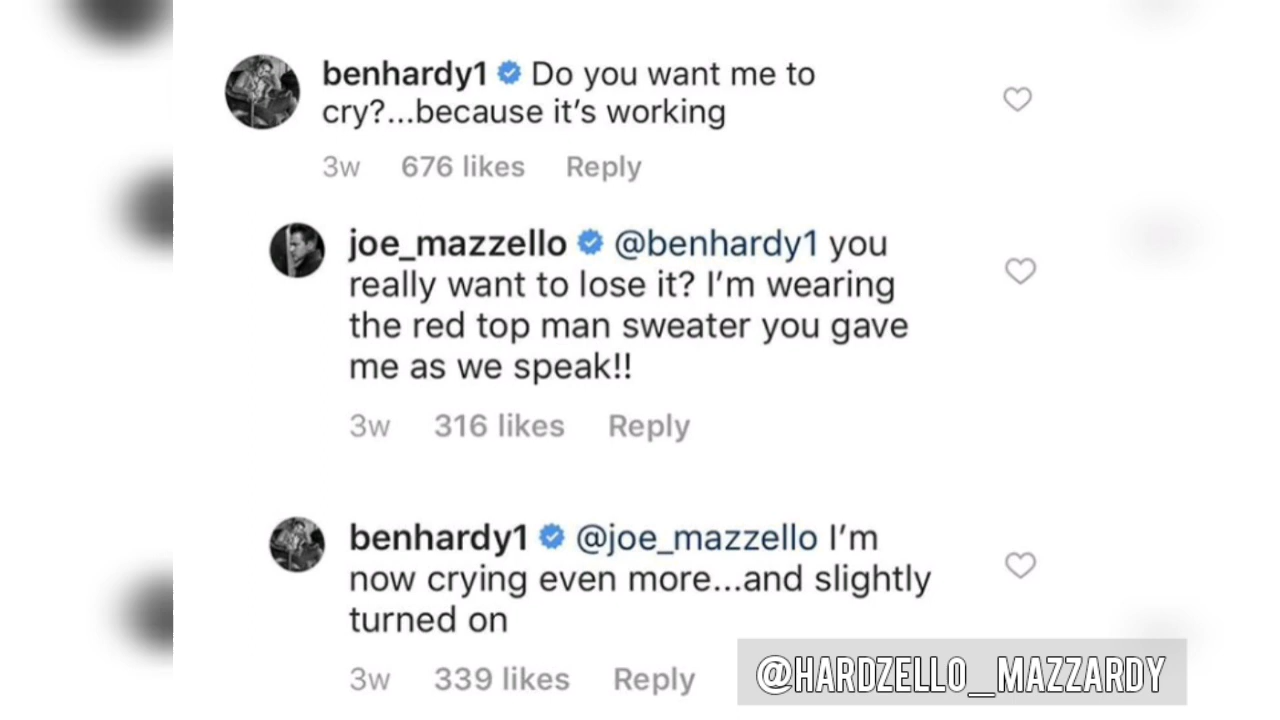 benhardy1 Do you want me to
cry?...because it's working
3w 676 likes Reply
joe_mazzello @benhardy1 you
really want to lose it? I'm wearing
the red top man sweater you gave
me as we speak!!
3w 316 likes Reply
benhardy1 @joe_mazzello I'm
now crying even more...and slightly
turned on
3w 339 likes Reply
@HARDZELLO_MAZZARDY